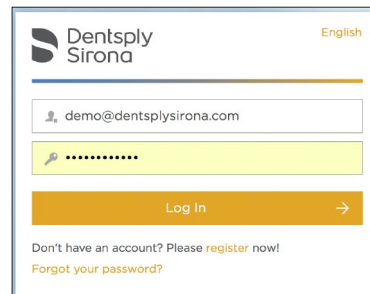 Dentsply
Sirona
English
demo@dentsplysirona.com
••••••••••••
Log In
Don't have an account? Please register now!
Forgot your password?